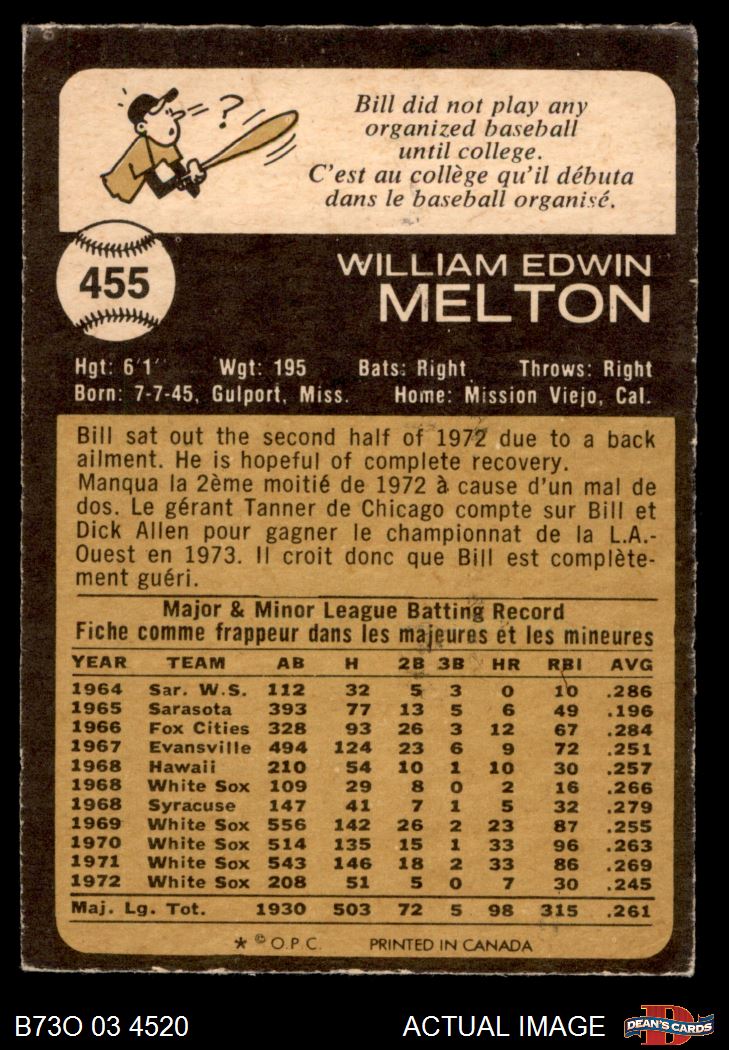 ?
Bill did not play any
organized baseball
until college.
C'est au collège qu'il débuta
dans le baseball organisé.
455
WILLIAM EDWIN
MELTON
Hgt: 6'1" Wgt: 195 Bats: Right Throws: Right
Born: 7-7-45, Gulport, Miss. Home: Mission Viejo, Cal.
Bill sat out the second half of 1972 due to a back
ailment. He is hopeful of complete recovery.
Manqua la 2ème moitié de 1972 à cause d'un mal de
dos. Le gérant Tanner de Chicago compte sur Bill et
Dick Allen pour gagner le championnat de la L.A.-
Ouest en 1973. Il croit donc que Bill est complète-
ment guéri.
Major & Minor League Batting Record
Fiche comme frappeur dans les majeures et les mineures
YEAR TEAM AB H 2B 3B HR RBI AVG
1964 Sar. W.S. 112 32 5 3 0 10 .286
1965 Sarasota 393 77 13 5 6 49 .196
1966 Fox Cities 328 93 26 3 12 67 .284
1967 Evansville 494 124 23 6 9 72 .251
1968 Hawaii 210 54 10 1 10 30 .257
1968 White Sox 109 29 8 0 2 16 .266
1968 Syracuse 147 41 7 1 5 32 .279
1969 White Sox 556 142 26 2 23 87 .255
1970 White Sox 514 135 15 1 33 96 .263
1971 White Sox 543 146 18 2 33 86 .269
1972 White Sox 208 51 5 0 7 30 .245
Maj. Lg. Tot. 1930 503 72 5 98 315 .261
* © O.P.C. PRINTED IN CANADA
B73O 03 4520 ACTUAL IMAGE D DEAN'S CARDS